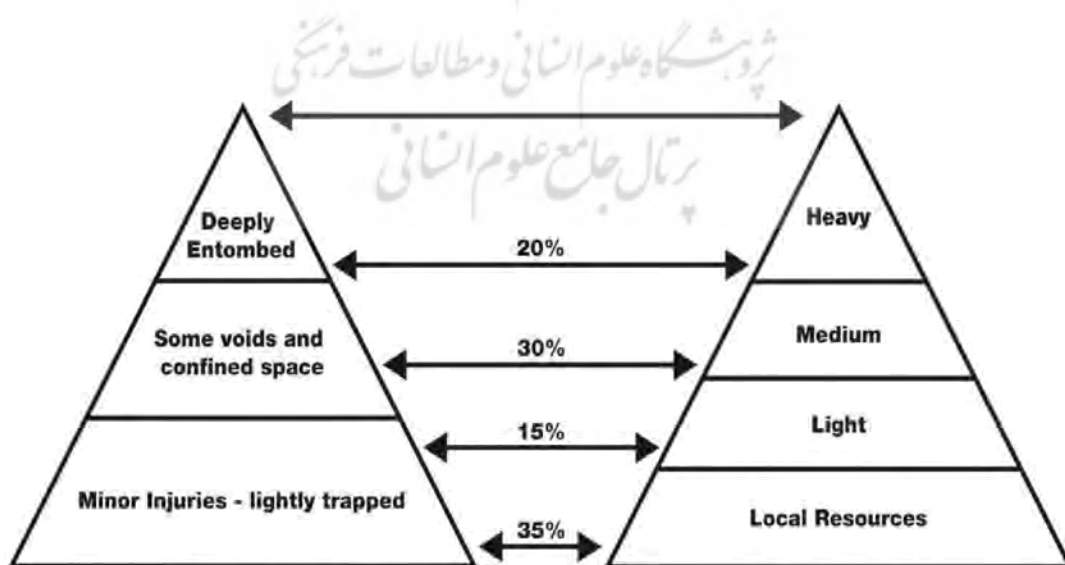 پژوهشگاه علوم انسانی و مطالعات فرهنگی
پرتال جامع علوم انسانی
Deeply
Entombed
Heavy
20%
Some voids and
confined space
Medium
30%
15%
Light
Minor Injuries - lightly trapped
35%
Local Resources